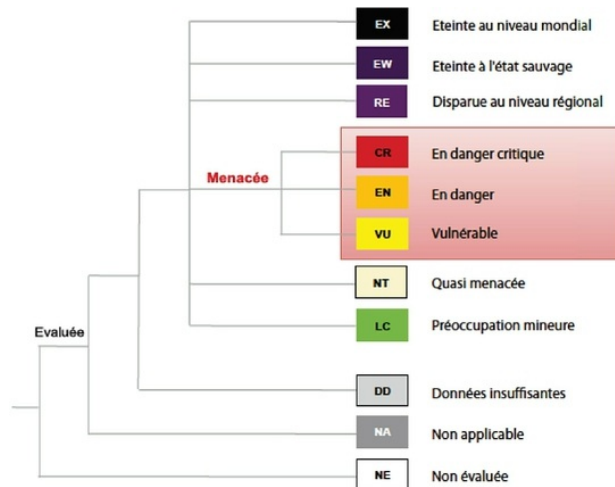 EX Eteinte au niveau mondial
EW Eteinte à l'état sauvage
RE Disparue au niveau régional
CR En danger critique
Menacée
EN En danger
VU Vulnérable
NT Quasi menacée
LC Préoccupation mineure
Evaluée
DD Données insuffisantes
NA Non applicable
NE Non évaluée